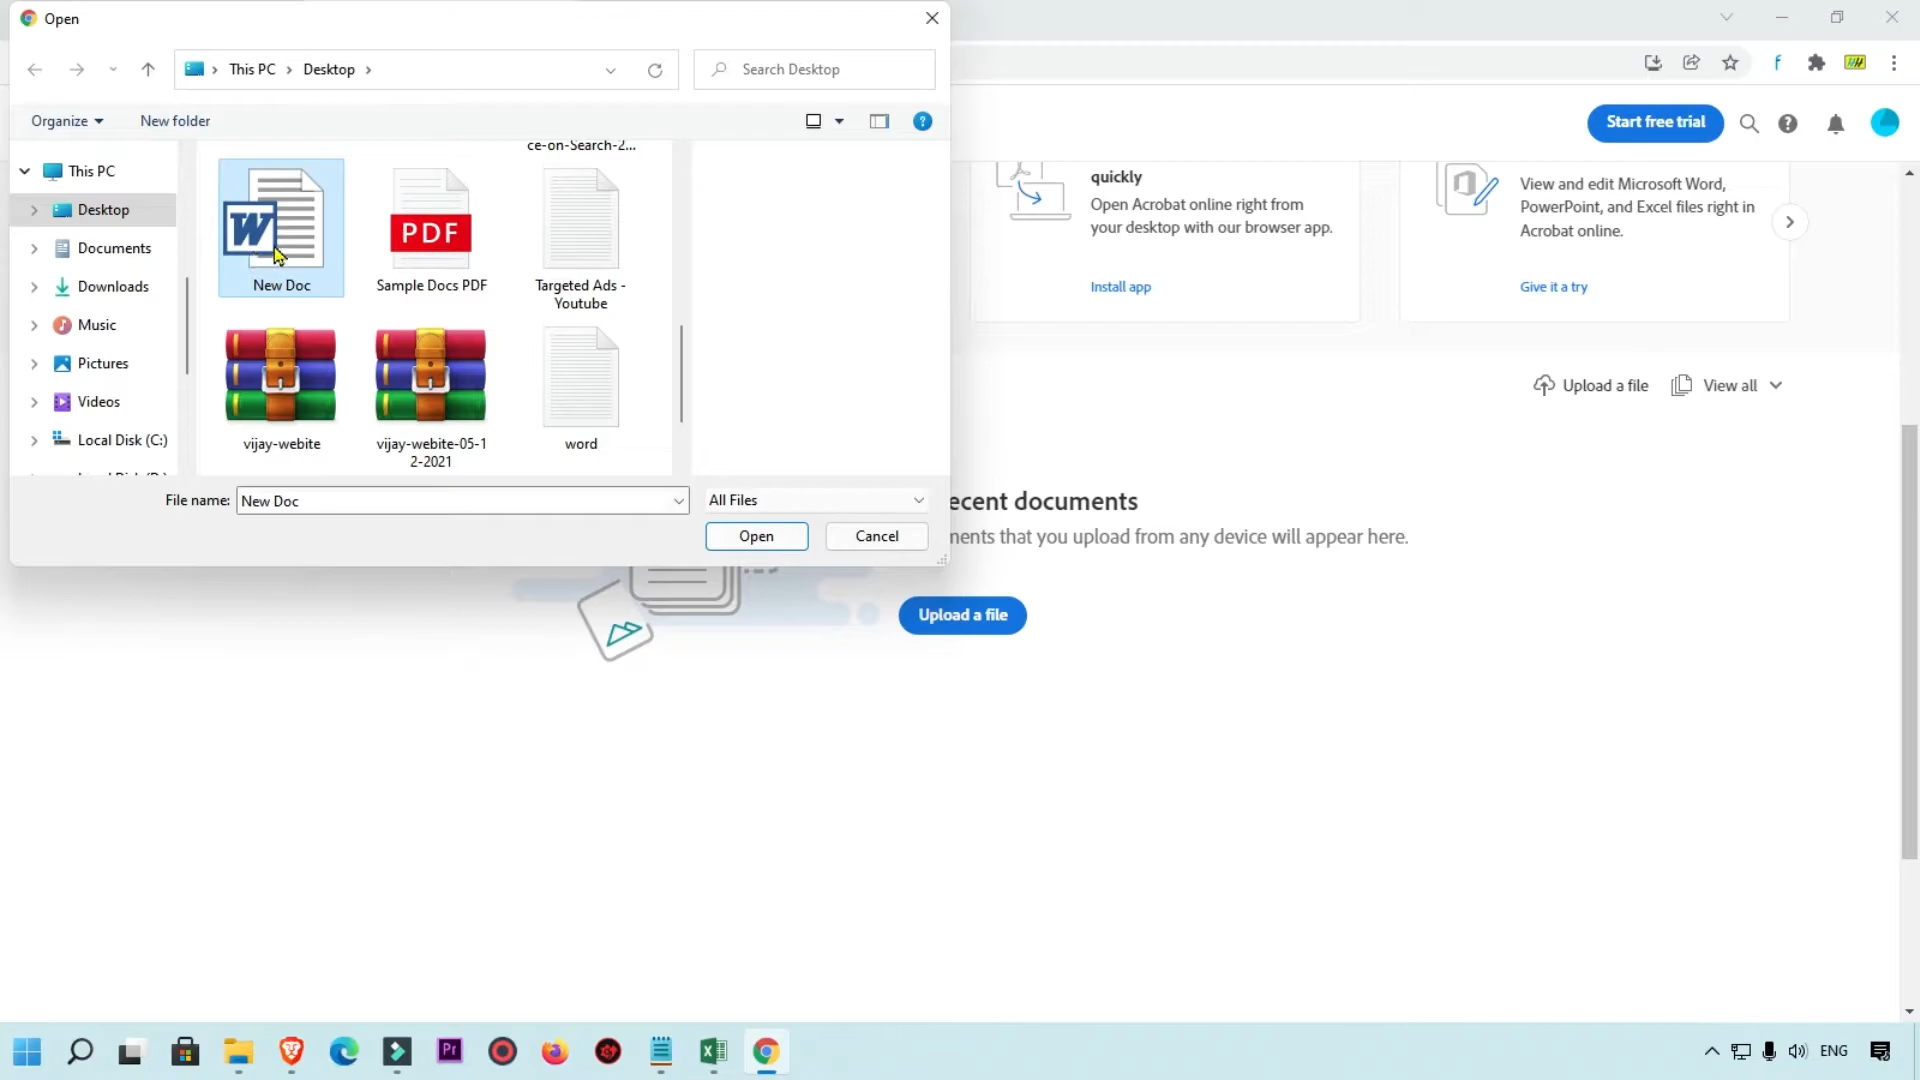 Open
This PC
Desktop
Search Desktop
Organize
New folder
Start free trial
This PC
Desktop
Documents
Downloads
Music
Pictures
Videos
Local Disk (C:)
ce-on-Search-2...
W
New Doc
PDF
Sample Docs PDF
Targeted Ads -
Youtube
vijay-webite
vijay-webite-05-1
2-2021
word
File name:
New Doc
All Files
Open
Cancel
quickly
Open Acrobat online right from
your desktop with our browser app.
Install app
View and edit Microsoft Word,
PowerPoint, and Excel files right in
Acrobat online.
Give it a try
Upload a file
View all
ecent documents
ments that you upload from any device will appear here.
Upload a file
Pr
ENG